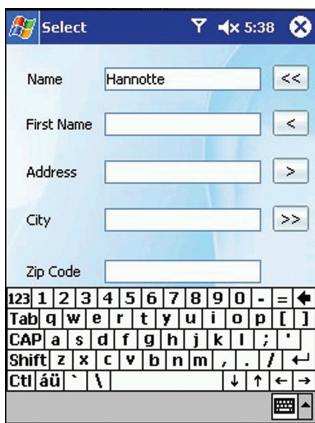 Select 5:38
Name Hannotte <<
First Name <
Address >
City >>
Zip Code
123 1 2 3 4 5 6 7 8 9 0 - = ←
Tab q w e r t y u i o p [ ]
CAP a s d f g h j k l ; '
Shift z x c v b n m , . / ↵
Ctl áü ` \ ↓ ↑ ← →